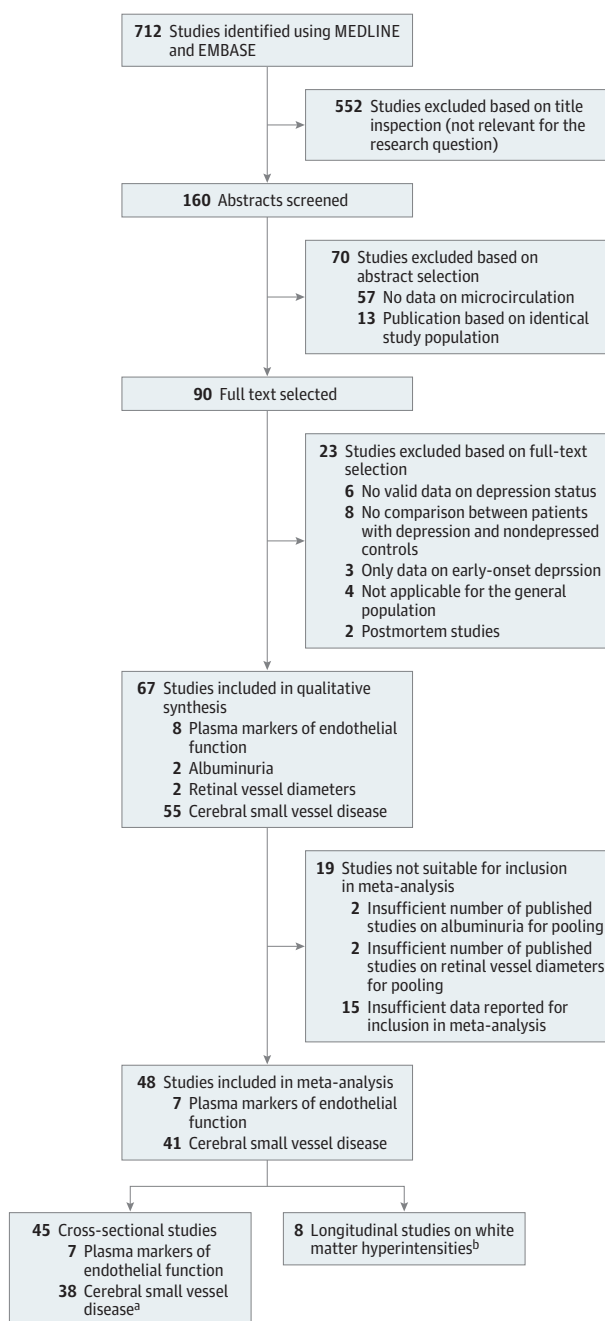 712 Studies identified using MEDLINE
and EMBASE
552 Studies excluded based on title
inspection (not relevant for the
research question)
160 Abstracts screened
70 Studies excluded based on
abstract selection
57 No data on microcirculation
13 Publication based on identical
study population
90 Full text selected
23 Studies excluded based on full-text
selection
6 No valid data on depression status
8 No comparison between patients
with depression and nondepressed
controls
3 Only data on early-onset deprssion
4 Not applicable for the general
population
2 Postmortem studies
67 Studies included in qualitative
synthesis
8 Plasma markers of endothelial
function
2 Albuminuria
2 Retinal vessel diameters
55 Cerebral small vessel disease
19 Studies not suitable for inclusion
in meta-analysis
2 Insufficient number of published
studies on albuminuria for pooling
2 Insufficient number of published
studies on retinal vessel diameters
for pooling
15 Insufficient data reported for
inclusion in meta-analysis
48 Studies included in meta-analysis
7 Plasma markers of endothelial
function
41 Cerebral small vessel disease
45 Cross-sectional studies
7 Plasma markers of
endothelial function
38 Cerebral small vessel
disease^a
8 Longitudinal studies on white
matter hyperintensities^b